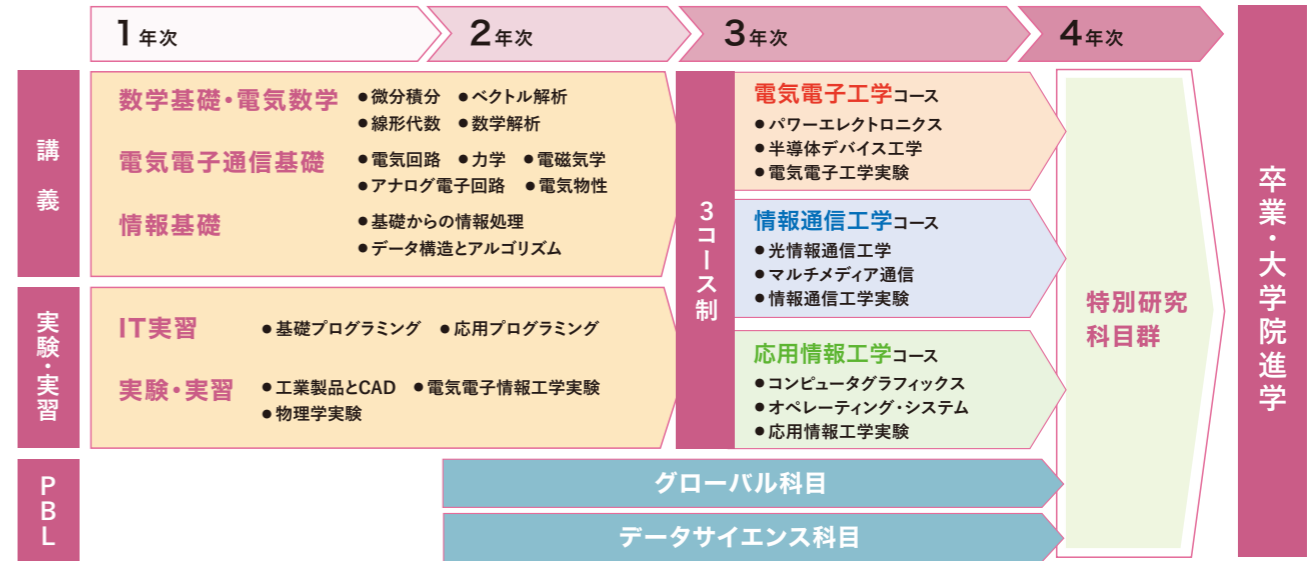 1年次
2年次
3年次
4年次
講義
数学基礎・電気数学
●微分積分 ●ベクトル解析
●線形代数 ●数学解析
電気電子通信基礎
●電気回路 ●力学 ●電磁気学
●アナログ電子回路 ●電気物性
情報基礎
●基礎からの情報処理
●データ構造とアルゴリズム
実験・実習
IT実習
●基礎プログラミング ●応用プログラミング
実験・実習
●工業製品とCAD ●電気電子情報工学実験
●物理学実験
3コース制
電気電子工学コース
●パワーエレクトロニクス
●半導体デバイス工学
●電気電子工学実験
情報通信工学コース
●光情報通信工学
●マルチメディア通信
●情報通信工学実験
応用情報工学コース
●コンピュータグラフィックス
●オペレーティング・システム
●応用情報工学実験
PBL
グローバル科目
データサイエンス科目
特別研究
科目群
卒業・大学院進学